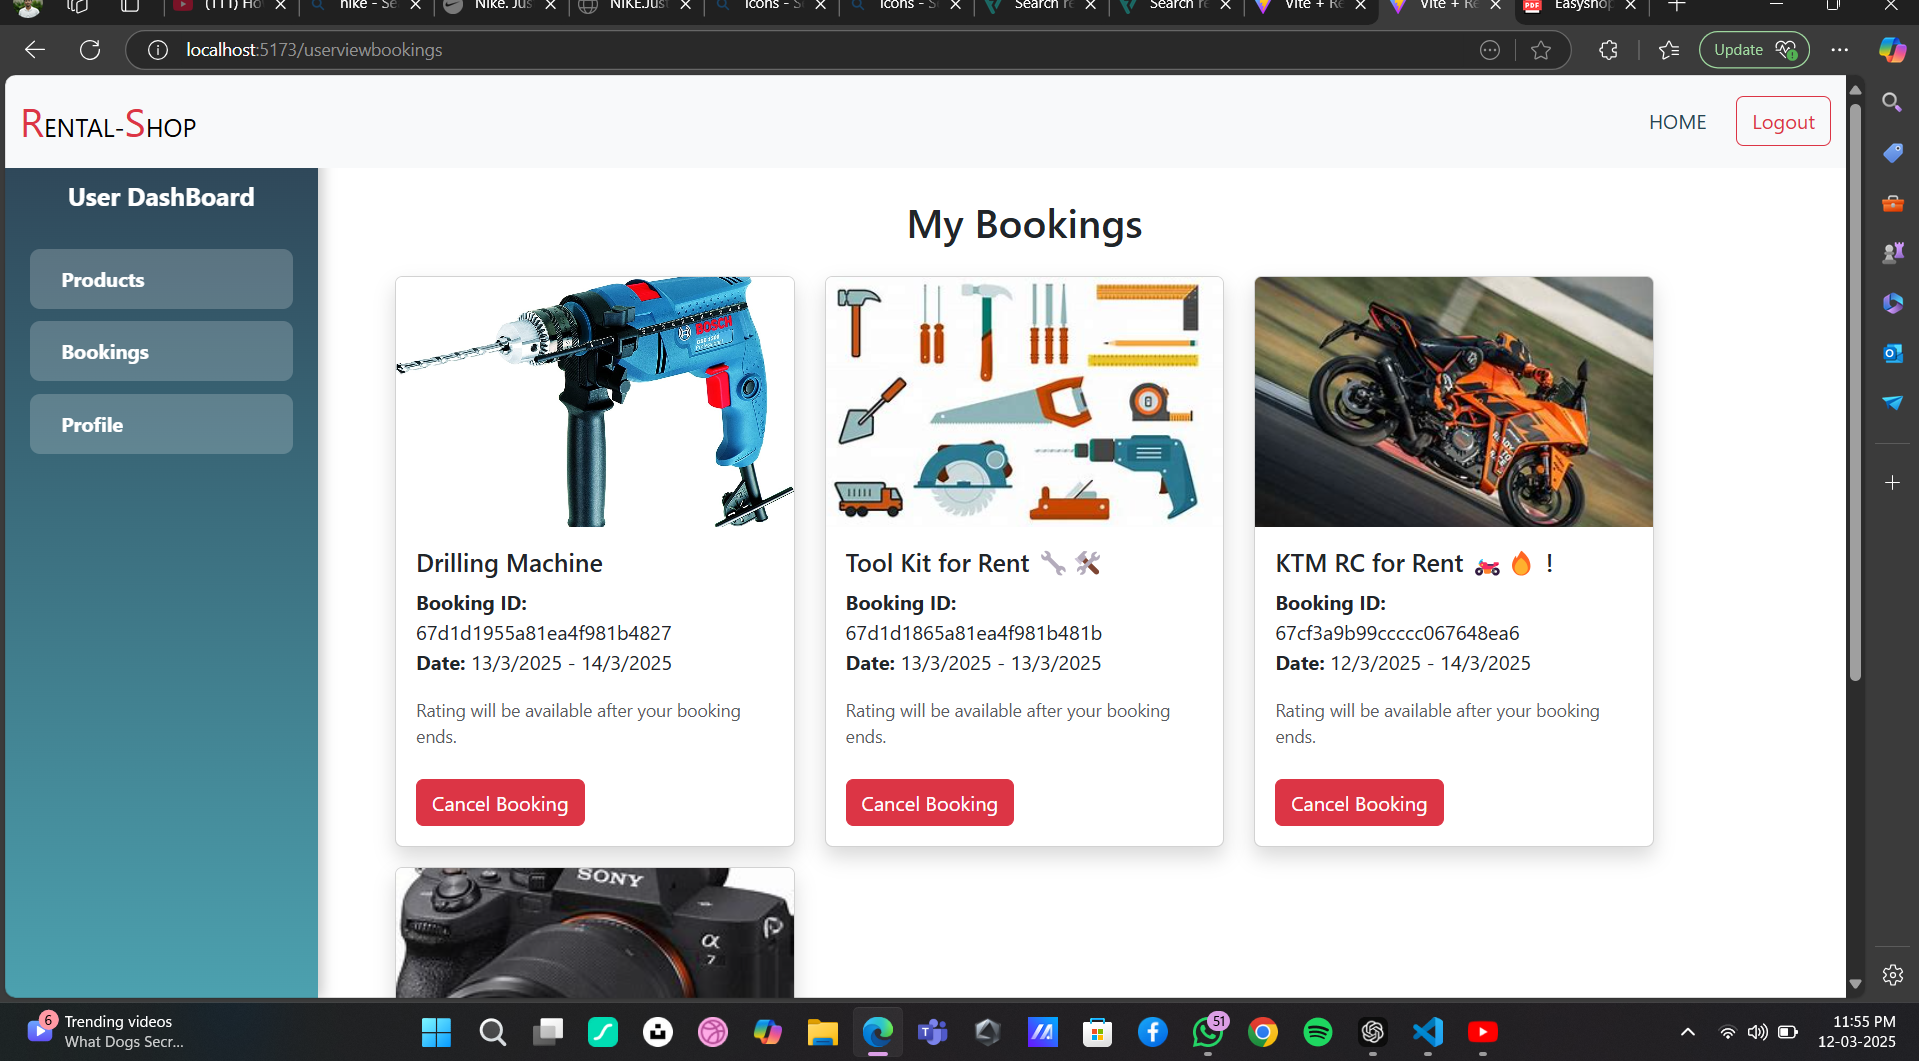 (111) Ho
nike - Se
Nike. Jus
NIKE.Just
Icons - S
Icons - S
Search re
Search re
Vite + Re
Vite + Re
Easyshop
localhost:5173/userviewbookings
Update
RENTAL-SHOP
HOME
Logout
User DashBoard
Products
Bookings
Profile
My Bookings
BOSCH
Drilling Machine
Booking ID:
67d1d1955a81ea4f981b4827
Date: 13/3/2025 - 14/3/2025
Rating will be available after your booking
ends.
Cancel Booking
Tool Kit for Rent 🔧 🛠️
Booking ID:
67d1d1865a81ea4f981b481b
Date: 13/3/2025 - 13/3/2025
Rating will be available after your booking
ends.
Cancel Booking
KTM RC for Rent 🏍️ 🔥 !
Booking ID:
67cf3a9b99ccccc067648ea6
Date: 12/3/2025 - 14/3/2025
Rating will be available after your booking
ends.
Cancel Booking
SONY
α
7
6
Trending videos
What Dogs Secr...
51
11:55 PM
12-03-2025